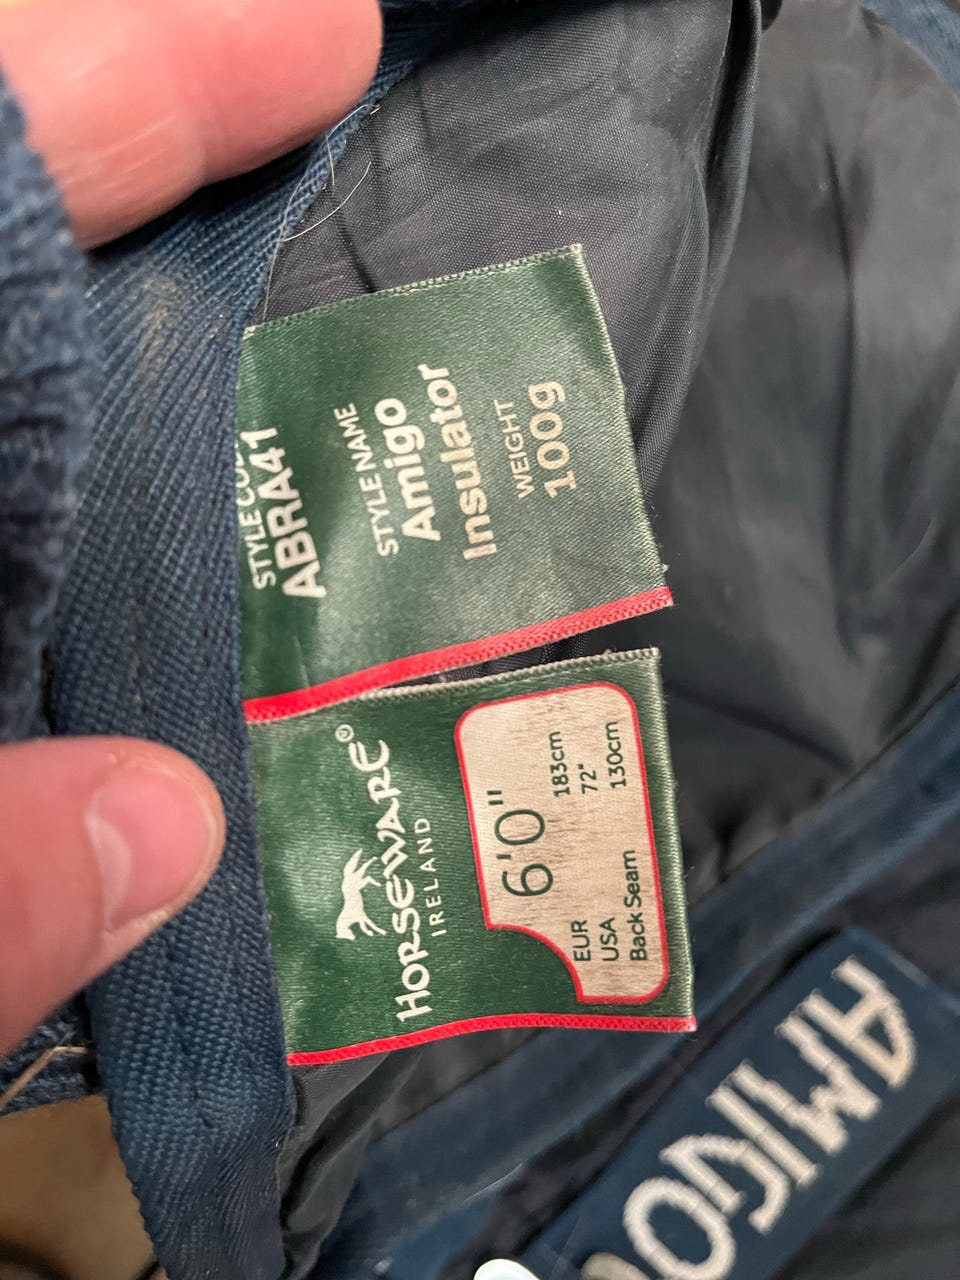 STYLE CODE
ABRA41
STYLE NAME
Amigo
Insulator
WEIGHT
100g
HORSEWARE®
IRELAND
6'0"
EUR 183cm
USA 72"
Back Seam 130cm
AMIGO